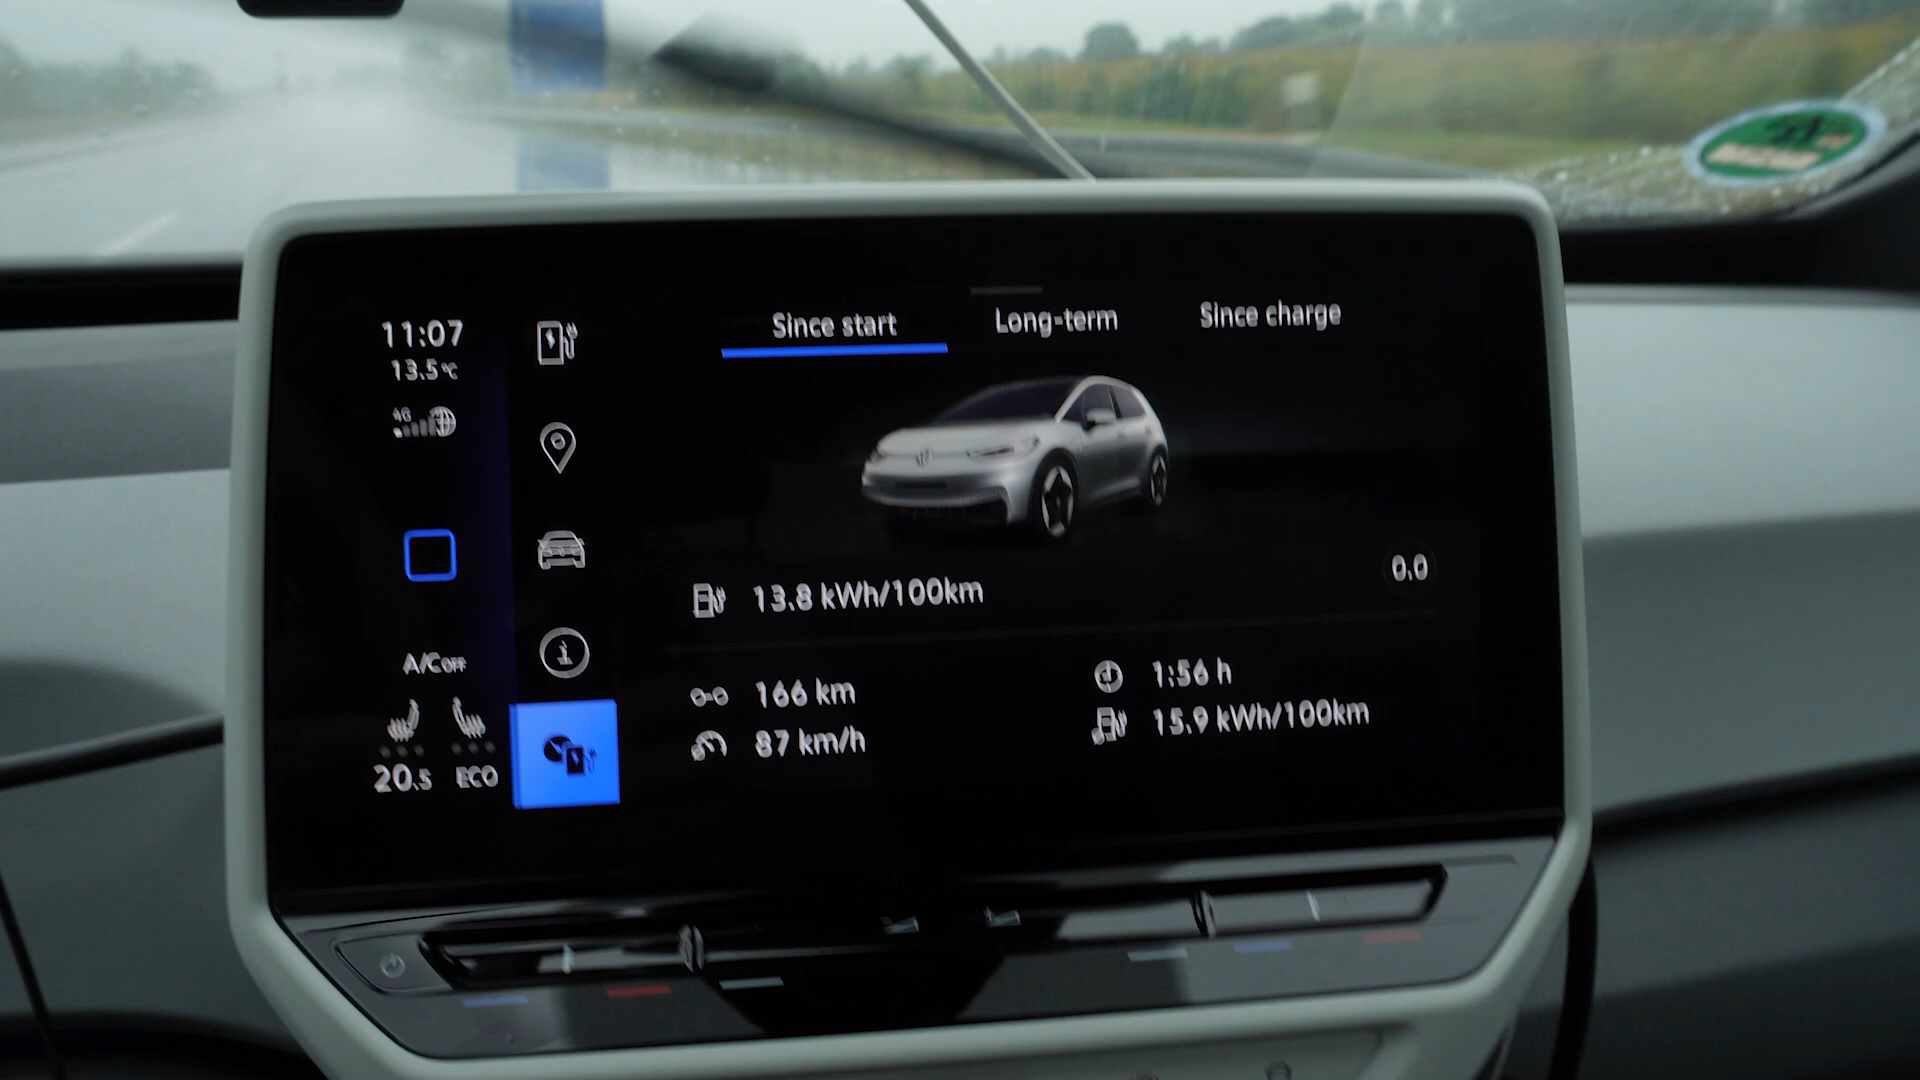 11:07
13.5°C
4G
Since start
Long-term
Since charge
13.8 kWh/100km
0.0
A/C OFF
166 km
1:56 h
87 km/h
15.9 kWh/100km
20.5
ECO